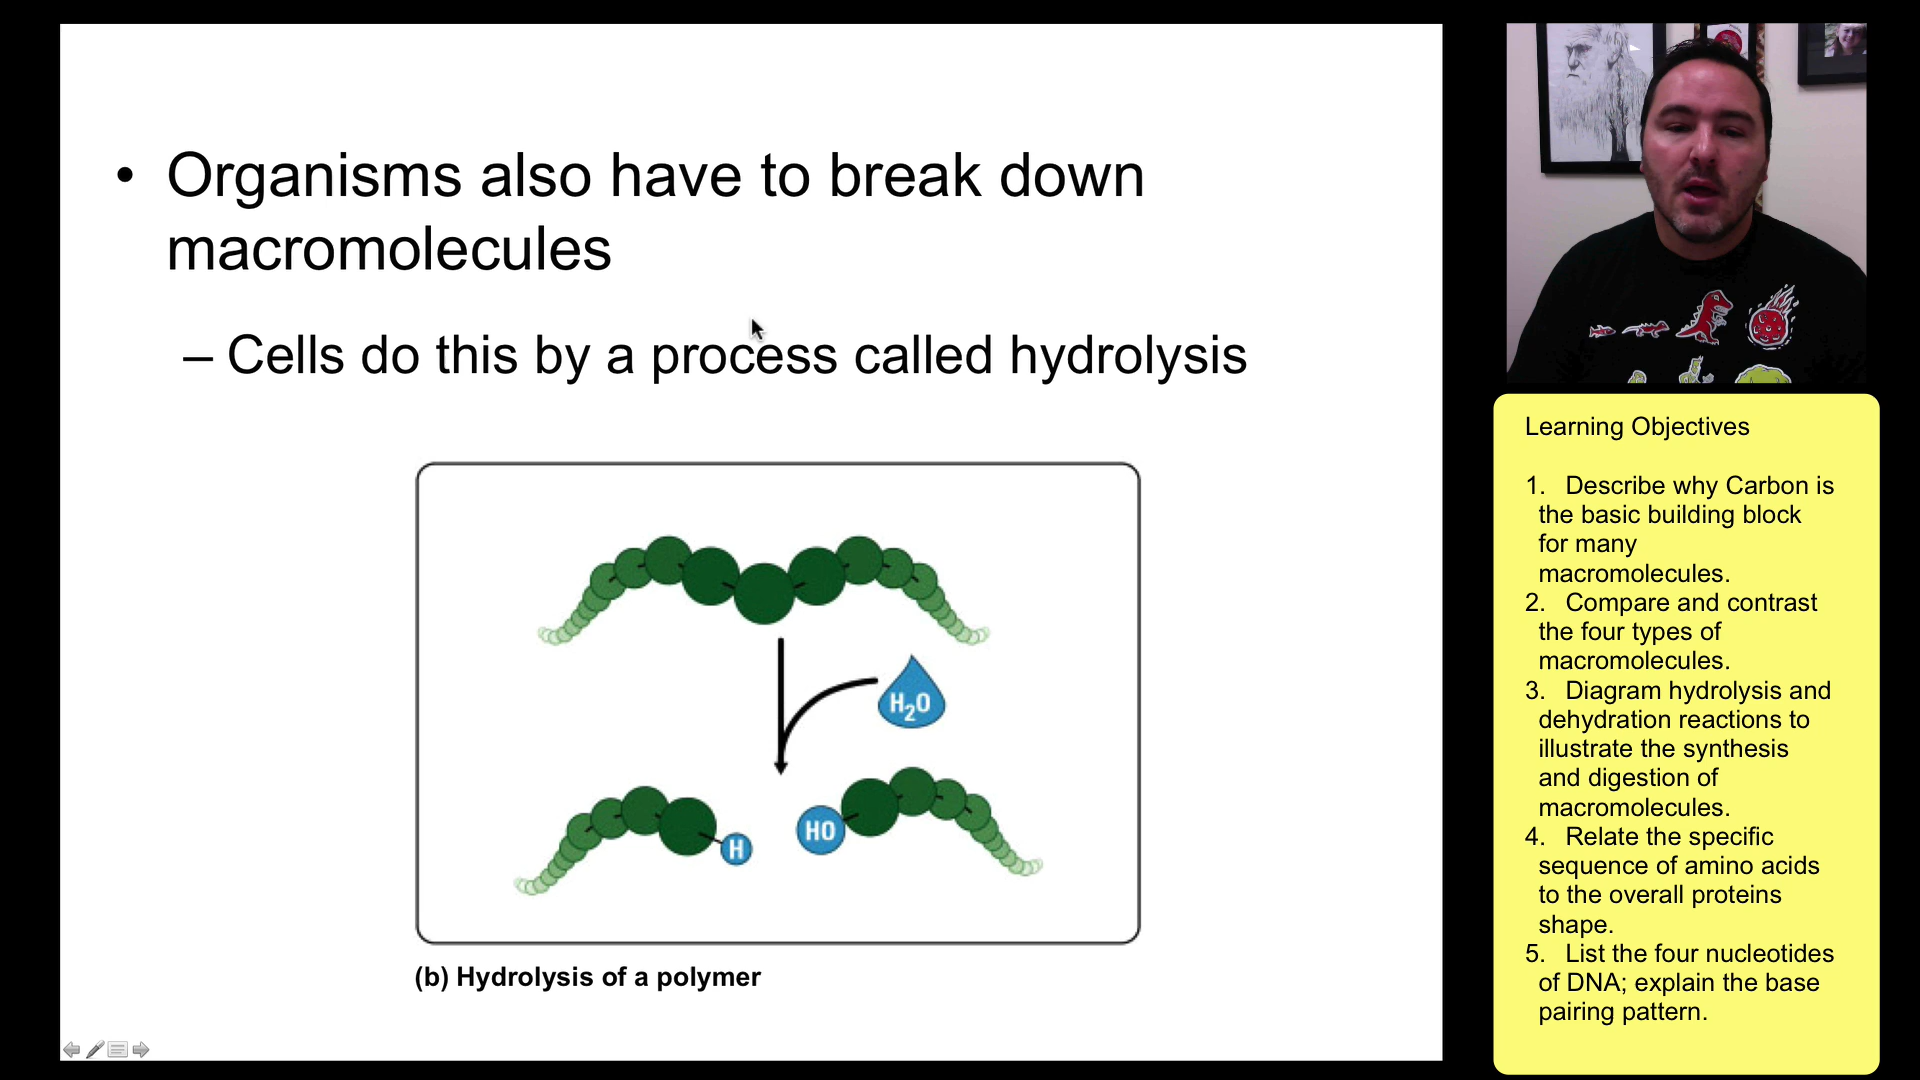 • Organisms also have to break down
macromolecules
– Cells do this by a process called hydrolysis
H₂O
H
HO
(b) Hydrolysis of a polymer
Learning Objectives
1. Describe why Carbon is
the basic building block
for many
macromolecules.
2. Compare and contrast
the four types of
macromolecules.
3. Diagram hydrolysis and
dehydration reactions to
illustrate the synthesis
and digestion of
macromolecules.
4. Relate the specific
sequence of amino acids
to the overall proteins
shape.
5. List the four nucleotides
of DNA; explain the base
pairing pattern.